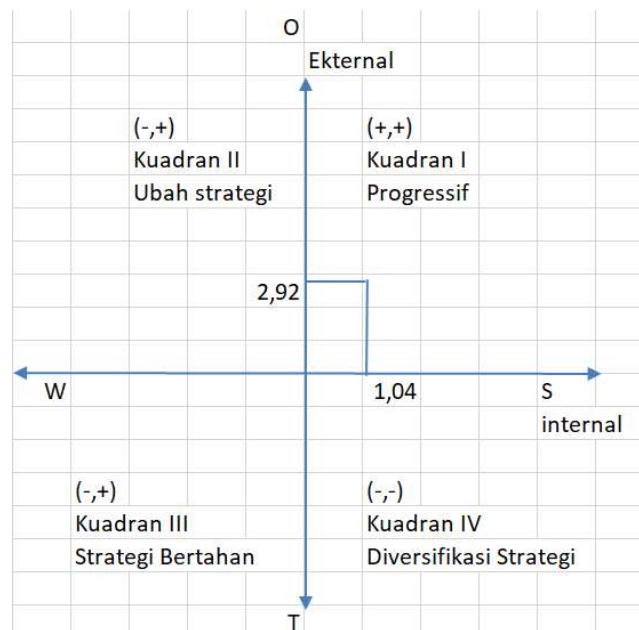 O
Ekternal
(-,+)
Kuadran II
Ubah strategi
(+,+)
Kuadran I
Progressif
2,92
W
1,04
S
internal
(-,+)
Kuadran III
Strategi Bertahan
(-,-)
Kuadran IV
Diversifikasi Strategi
T